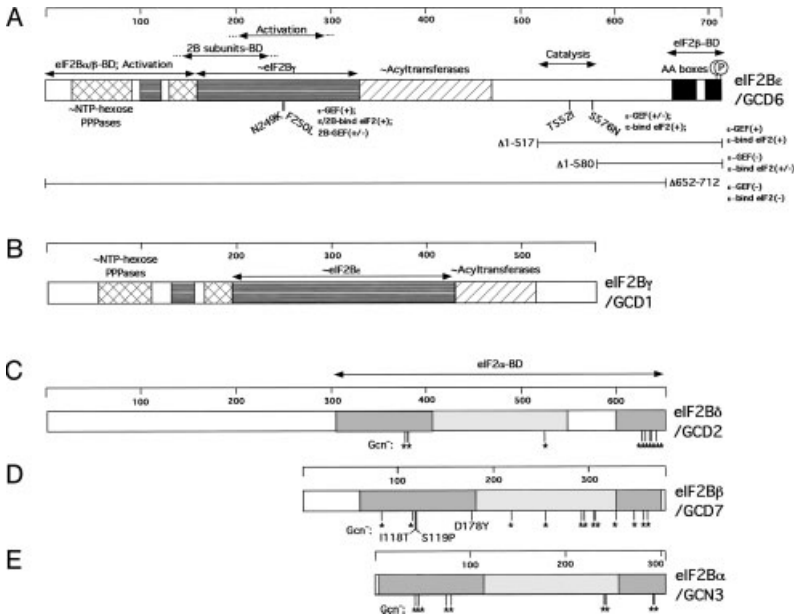 A
100 200 300 400 500 600 700
Activation
2B subunits-BD
eIF2Bα/β-BD; Activation
~eIF2Bγ
~Acyltransferases
Catalysis
eIF2β-BD
AA boxes
P
eIF2Bε
/GCD6
~NTP-hexose
PPPases
N249K
F250L
ε-GEF(+);
ε/2B-bind eIF2(+);
2B-GEF(+/-)
T552I
S576N
ε-GEF(+/-);
ε-bind eIF2(+);
Δ1-517
ε-GEF(+)
ε-bind eIF2(+)
Δ1-580
ε-GEF(-)
ε-bind eIF2(+/-)
Δ652-712
ε-GEF(-)
ε-bind eIF2(-)
B
100 200 300 400 500
~NTP-hexose
PPPases
~eIF2Bε
~Acyltransferases
eIF2Bγ
/GCD1
C
eIF2α-BD
100 200 300 400 500 600
eIF2Bδ
/GCD2
Gcn⁻: ** *
D
100 200 300
eIF2Bβ
/GCD7
Gcn⁻:
I118T
S119P
D178Y
E
100 200 300
eIF2Bα
/GCN3
Gcn⁻: